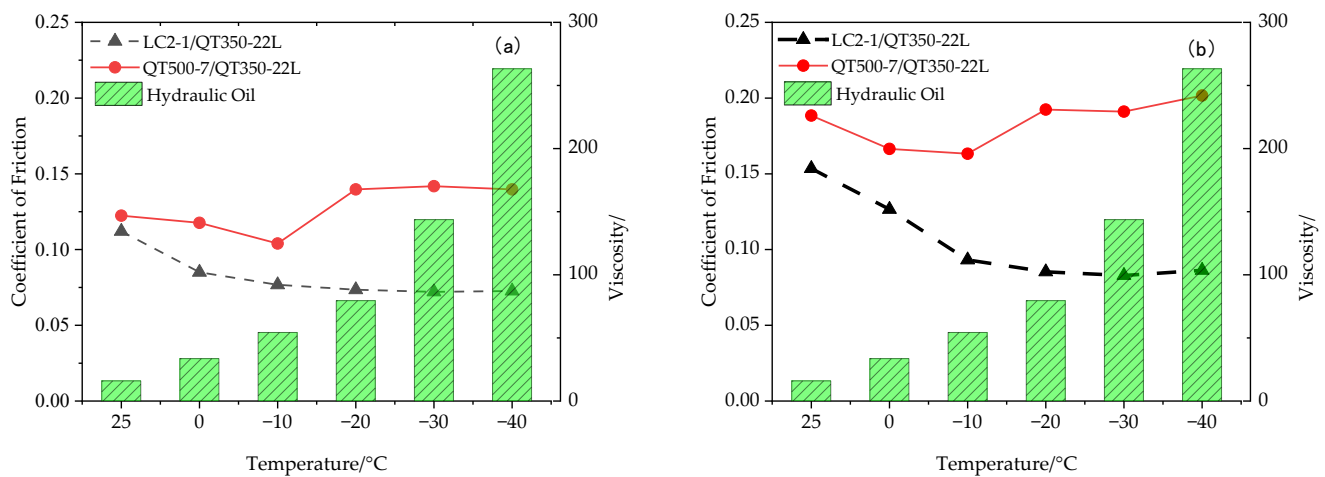 0.25
0.20
0.15
0.10
0.05
0.00
Coefficient of Friction
LC2-1/QT350-22L
QT500-7/QT350-22L
Hydraulic Oil
(a)
300
200
100
0
Viscosity/
25 0 −10 −20 −30 −40
Temperature/°C
0.25
0.20
0.15
0.10
0.05
0.00
Coefficient of Friction
LC2-1/QT350-22L
QT500-7/QT350-22L
Hydraulic Oil
(b)
300
200
100
0
Viscosity/
25 0 −10 −20 −30 −40
Temperature/°C